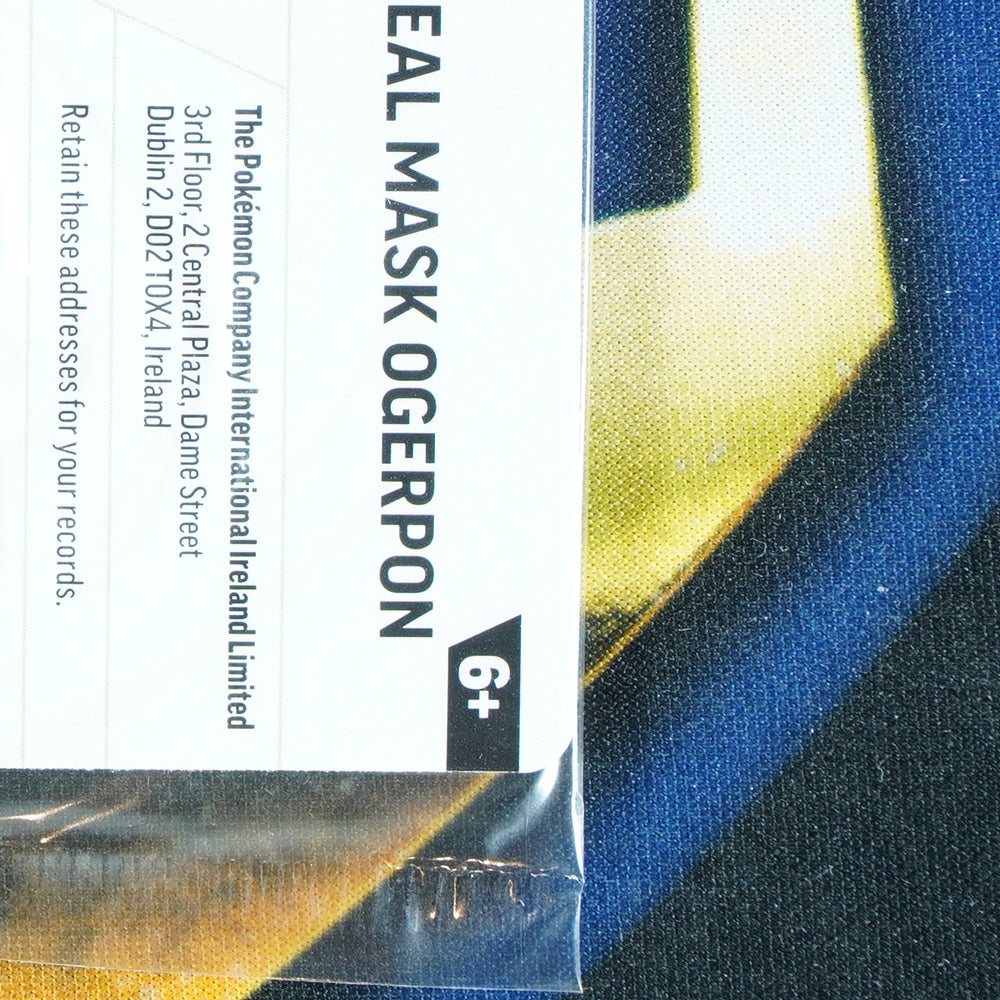 EAL MASK OGERPON
6+
The Pokémon Company International Ireland Limited
3rd Floor, 2 Central Plaza, Dame Street
Dublin 2, D02 T0X4, Ireland
Retain these addresses for your records.